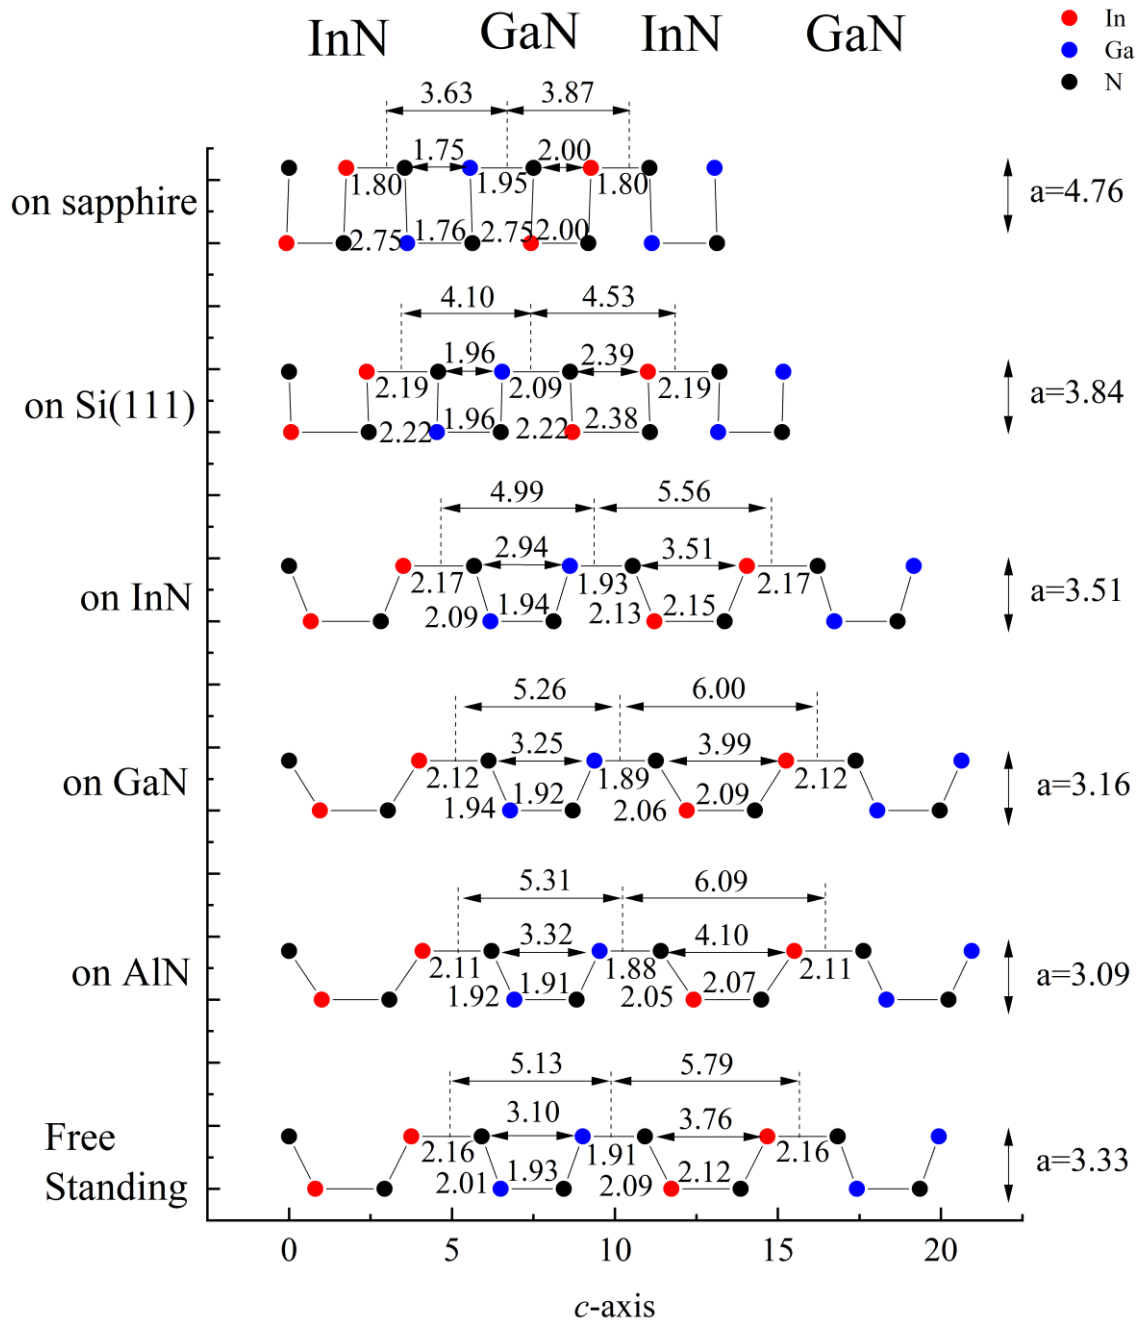 InN GaN InN GaN
In
Ga
N
3.63 3.87
1.75 2.00
1.80 1.95 1.80
on sapphire
a=4.76
2.75 1.76 2.75 2.00
4.10 4.53
1.96 2.39
2.19 2.09 2.19
on Si(111)
a=3.84
2.22 1.96 2.22 2.38
4.99 5.56
2.94 3.51
2.17 1.93 2.17
on InN
a=3.51
2.09 1.94 2.13 2.15
5.26 6.00
3.25 3.99
2.12 1.89 2.12
on GaN
a=3.16
1.94 1.92 2.06 2.09
5.31 6.09
3.32 4.10
2.11 1.88 2.11
on AlN
a=3.09
1.92 1.91 2.05 2.07
5.13 5.79
3.10 3.76
2.16 1.91 2.16
Free
Standing
a=3.33
2.01 1.93 2.09 2.12
0 5 10 15 20
c-axis